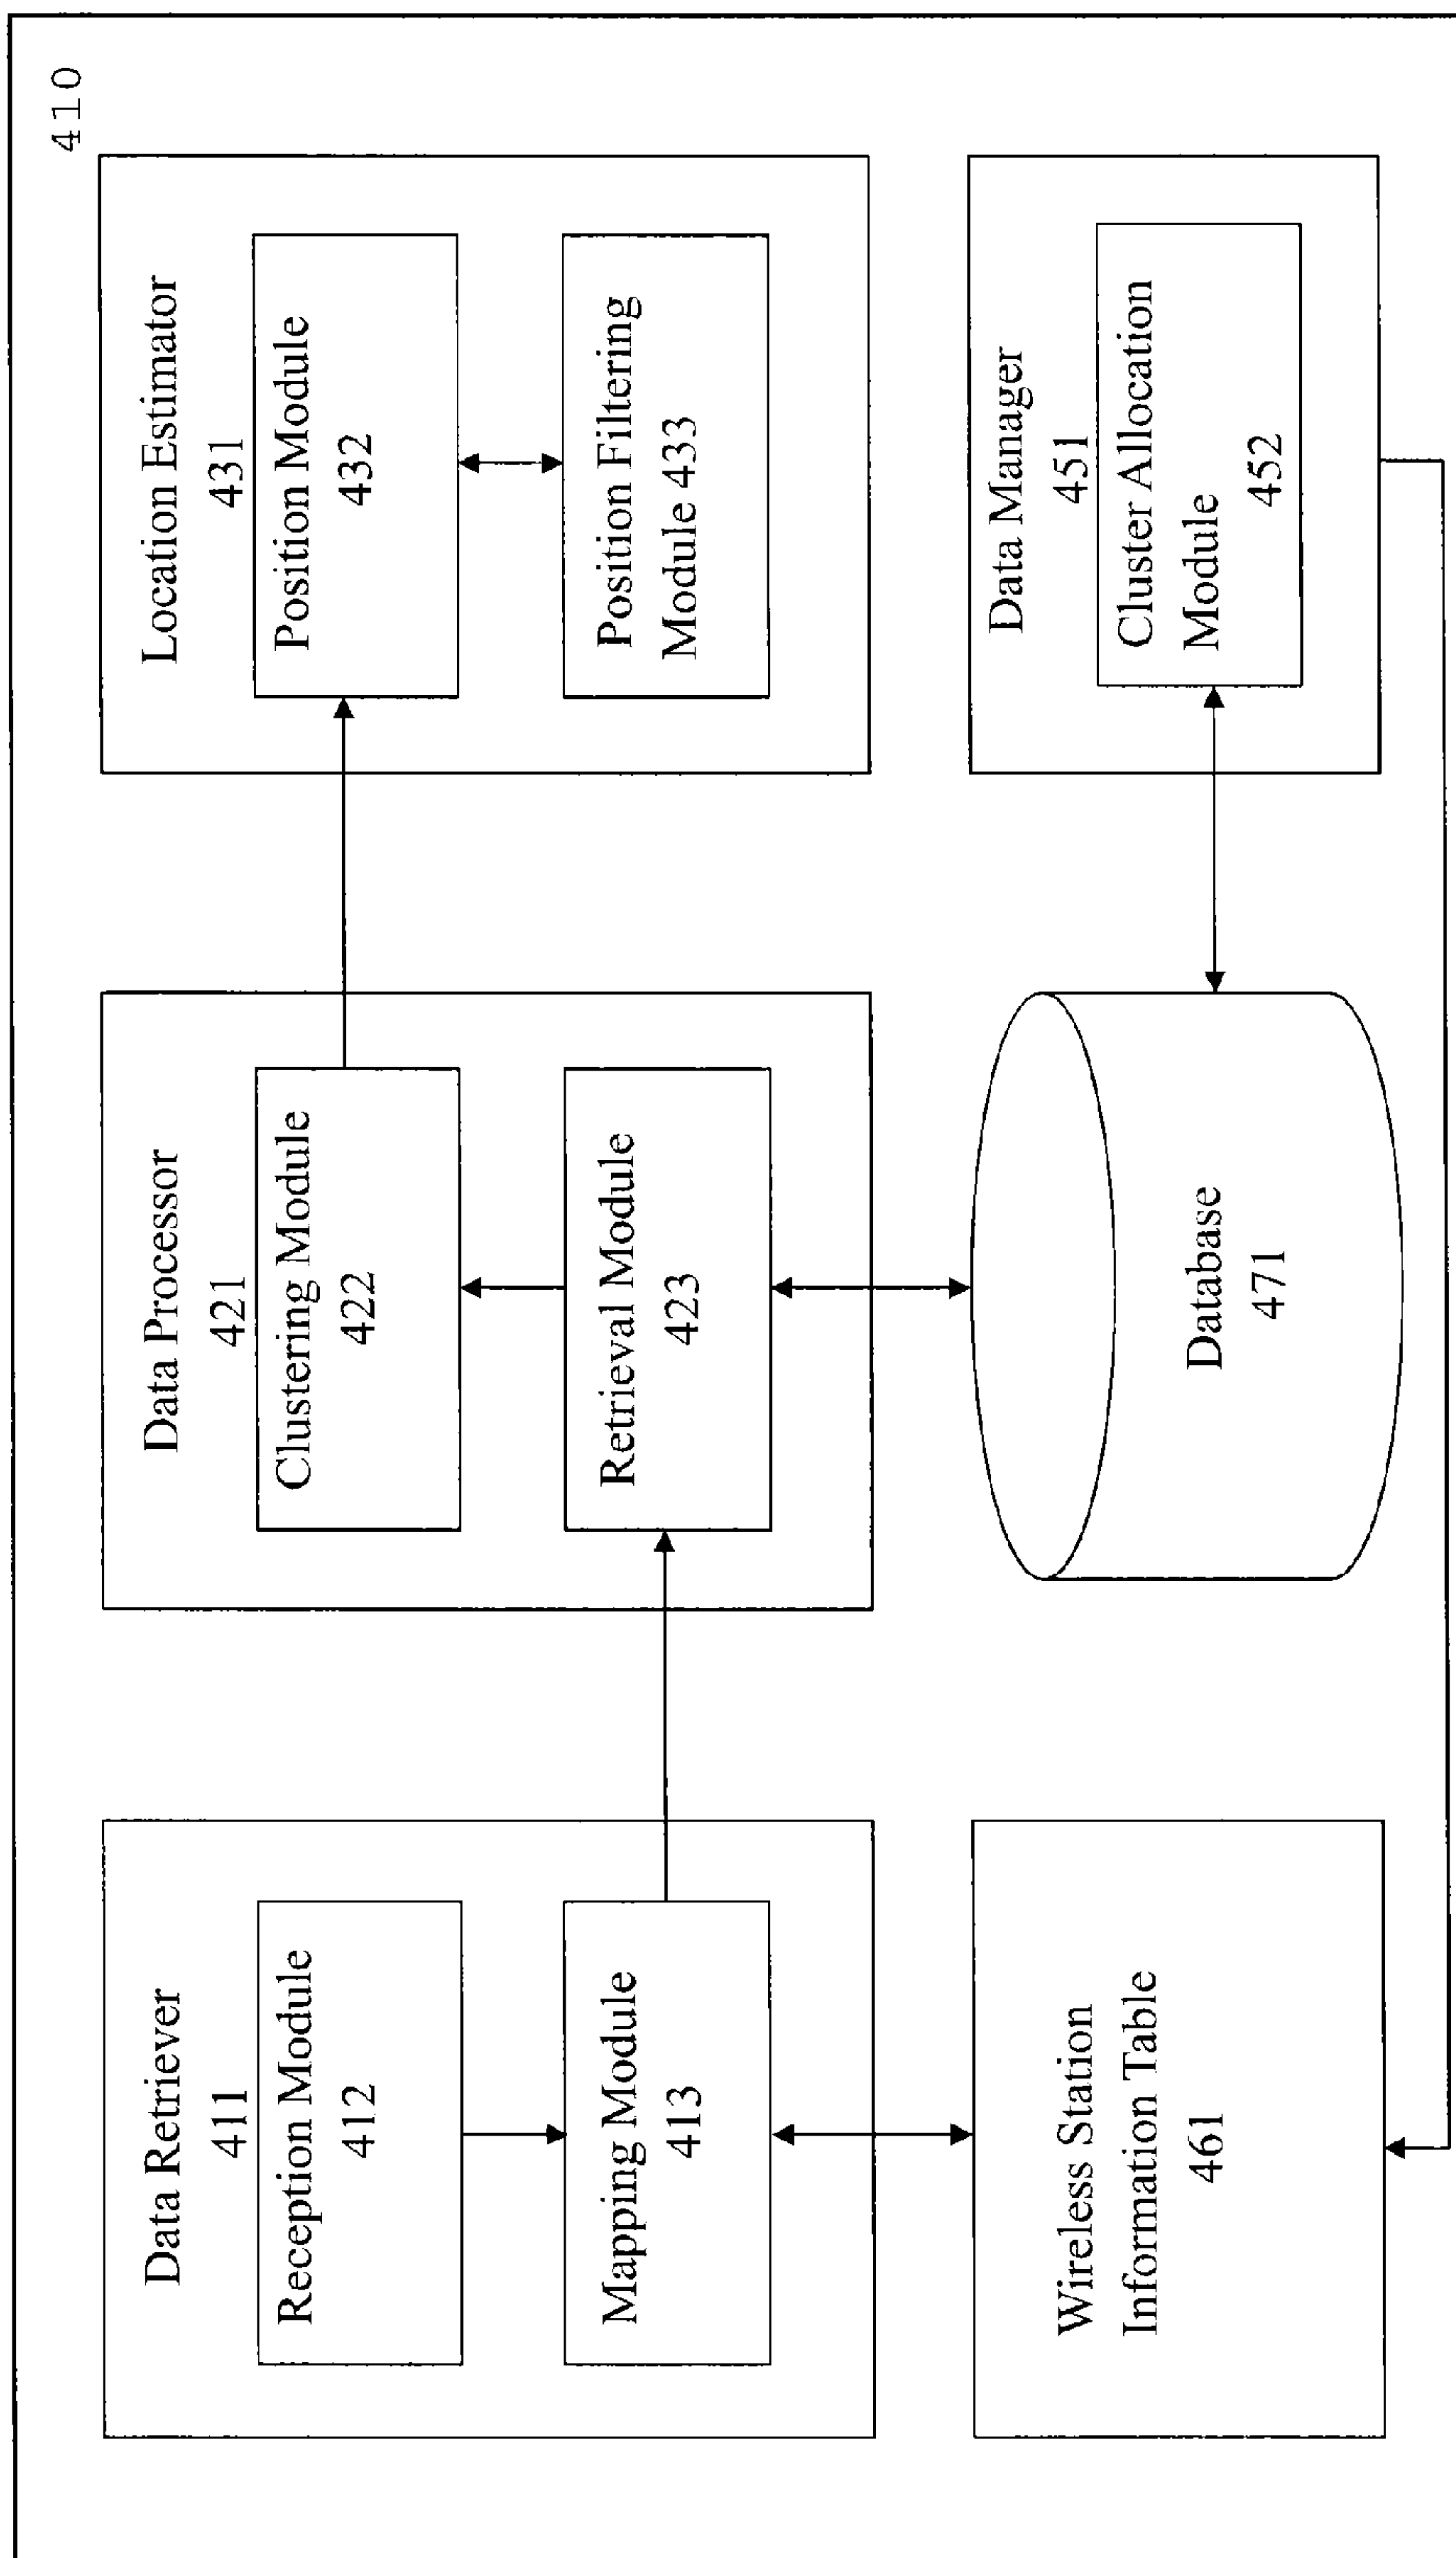 410
Data Retriever
411
Reception Module
412
Mapping Module
413
Data Processor
421
Clustering Module
422
Retrieval Module
423
Location Estimator
431
Position Module
432
Position Filtering
Module 433
Wireless Station
Information Table
461
Database
471
Data Manager
451
Cluster Allocation
Module
452